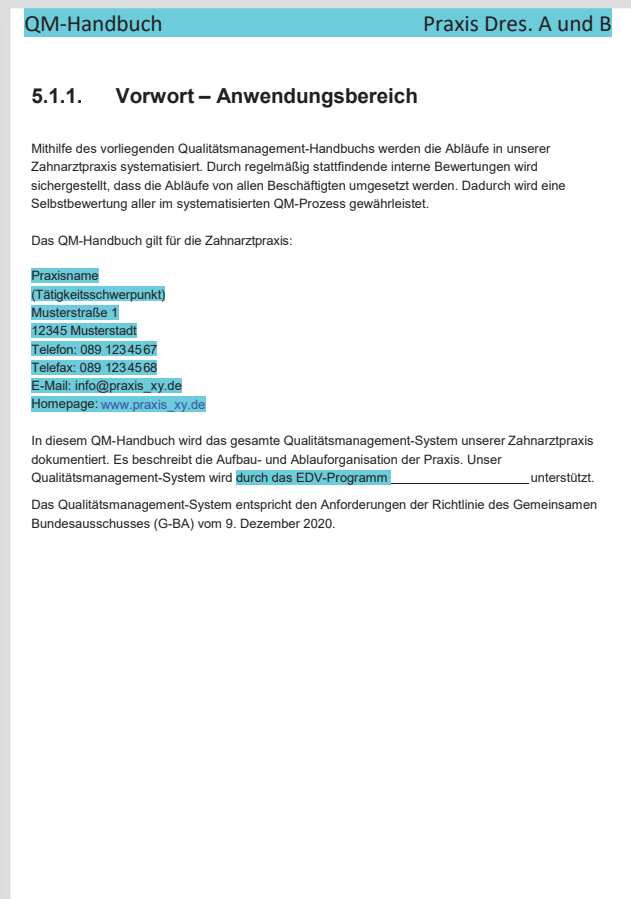 QM-Handbuch Praxis Dres. A und B
5.1.1. Vorwort – Anwendungsbereich
Mithilfe des vorliegenden Qualitätsmanagement-Handbuchs werden die Abläufe in unserer
Zahnarztpraxis systematisiert. Durch regelmäßig stattfindende interne Bewertungen wird
sichergestellt, dass die Abläufe von allen Beschäftigten umgesetzt werden. Dadurch wird eine
Selbstbewertung aller im systematisierten QM-Prozess gewährleistet.
Das QM-Handbuch gilt für die Zahnarztpraxis:
Praxisname
(Tätigkeitsschwerpunkt)
Musterstraße 1
12345 Musterstadt
Telefon: 089 1234567
Telefax: 089 1234568
E-Mail: info@praxis_xy.de
Homepage: www.praxis_xy.de
In diesem QM-Handbuch wird das gesamte Qualitätsmanagement-System unserer Zahnarztpraxis
dokumentiert. Es beschreibt die Aufbau- und Ablauforganisation der Praxis. Unser
Qualitätsmanagement-System wird durch das EDV-Programm ____________________ unterstützt.
Das Qualitätsmanagement-System entspricht den Anforderungen der Richtlinie des Gemeinsamen
Bundesausschusses (G-BA) vom 9. Dezember 2020.